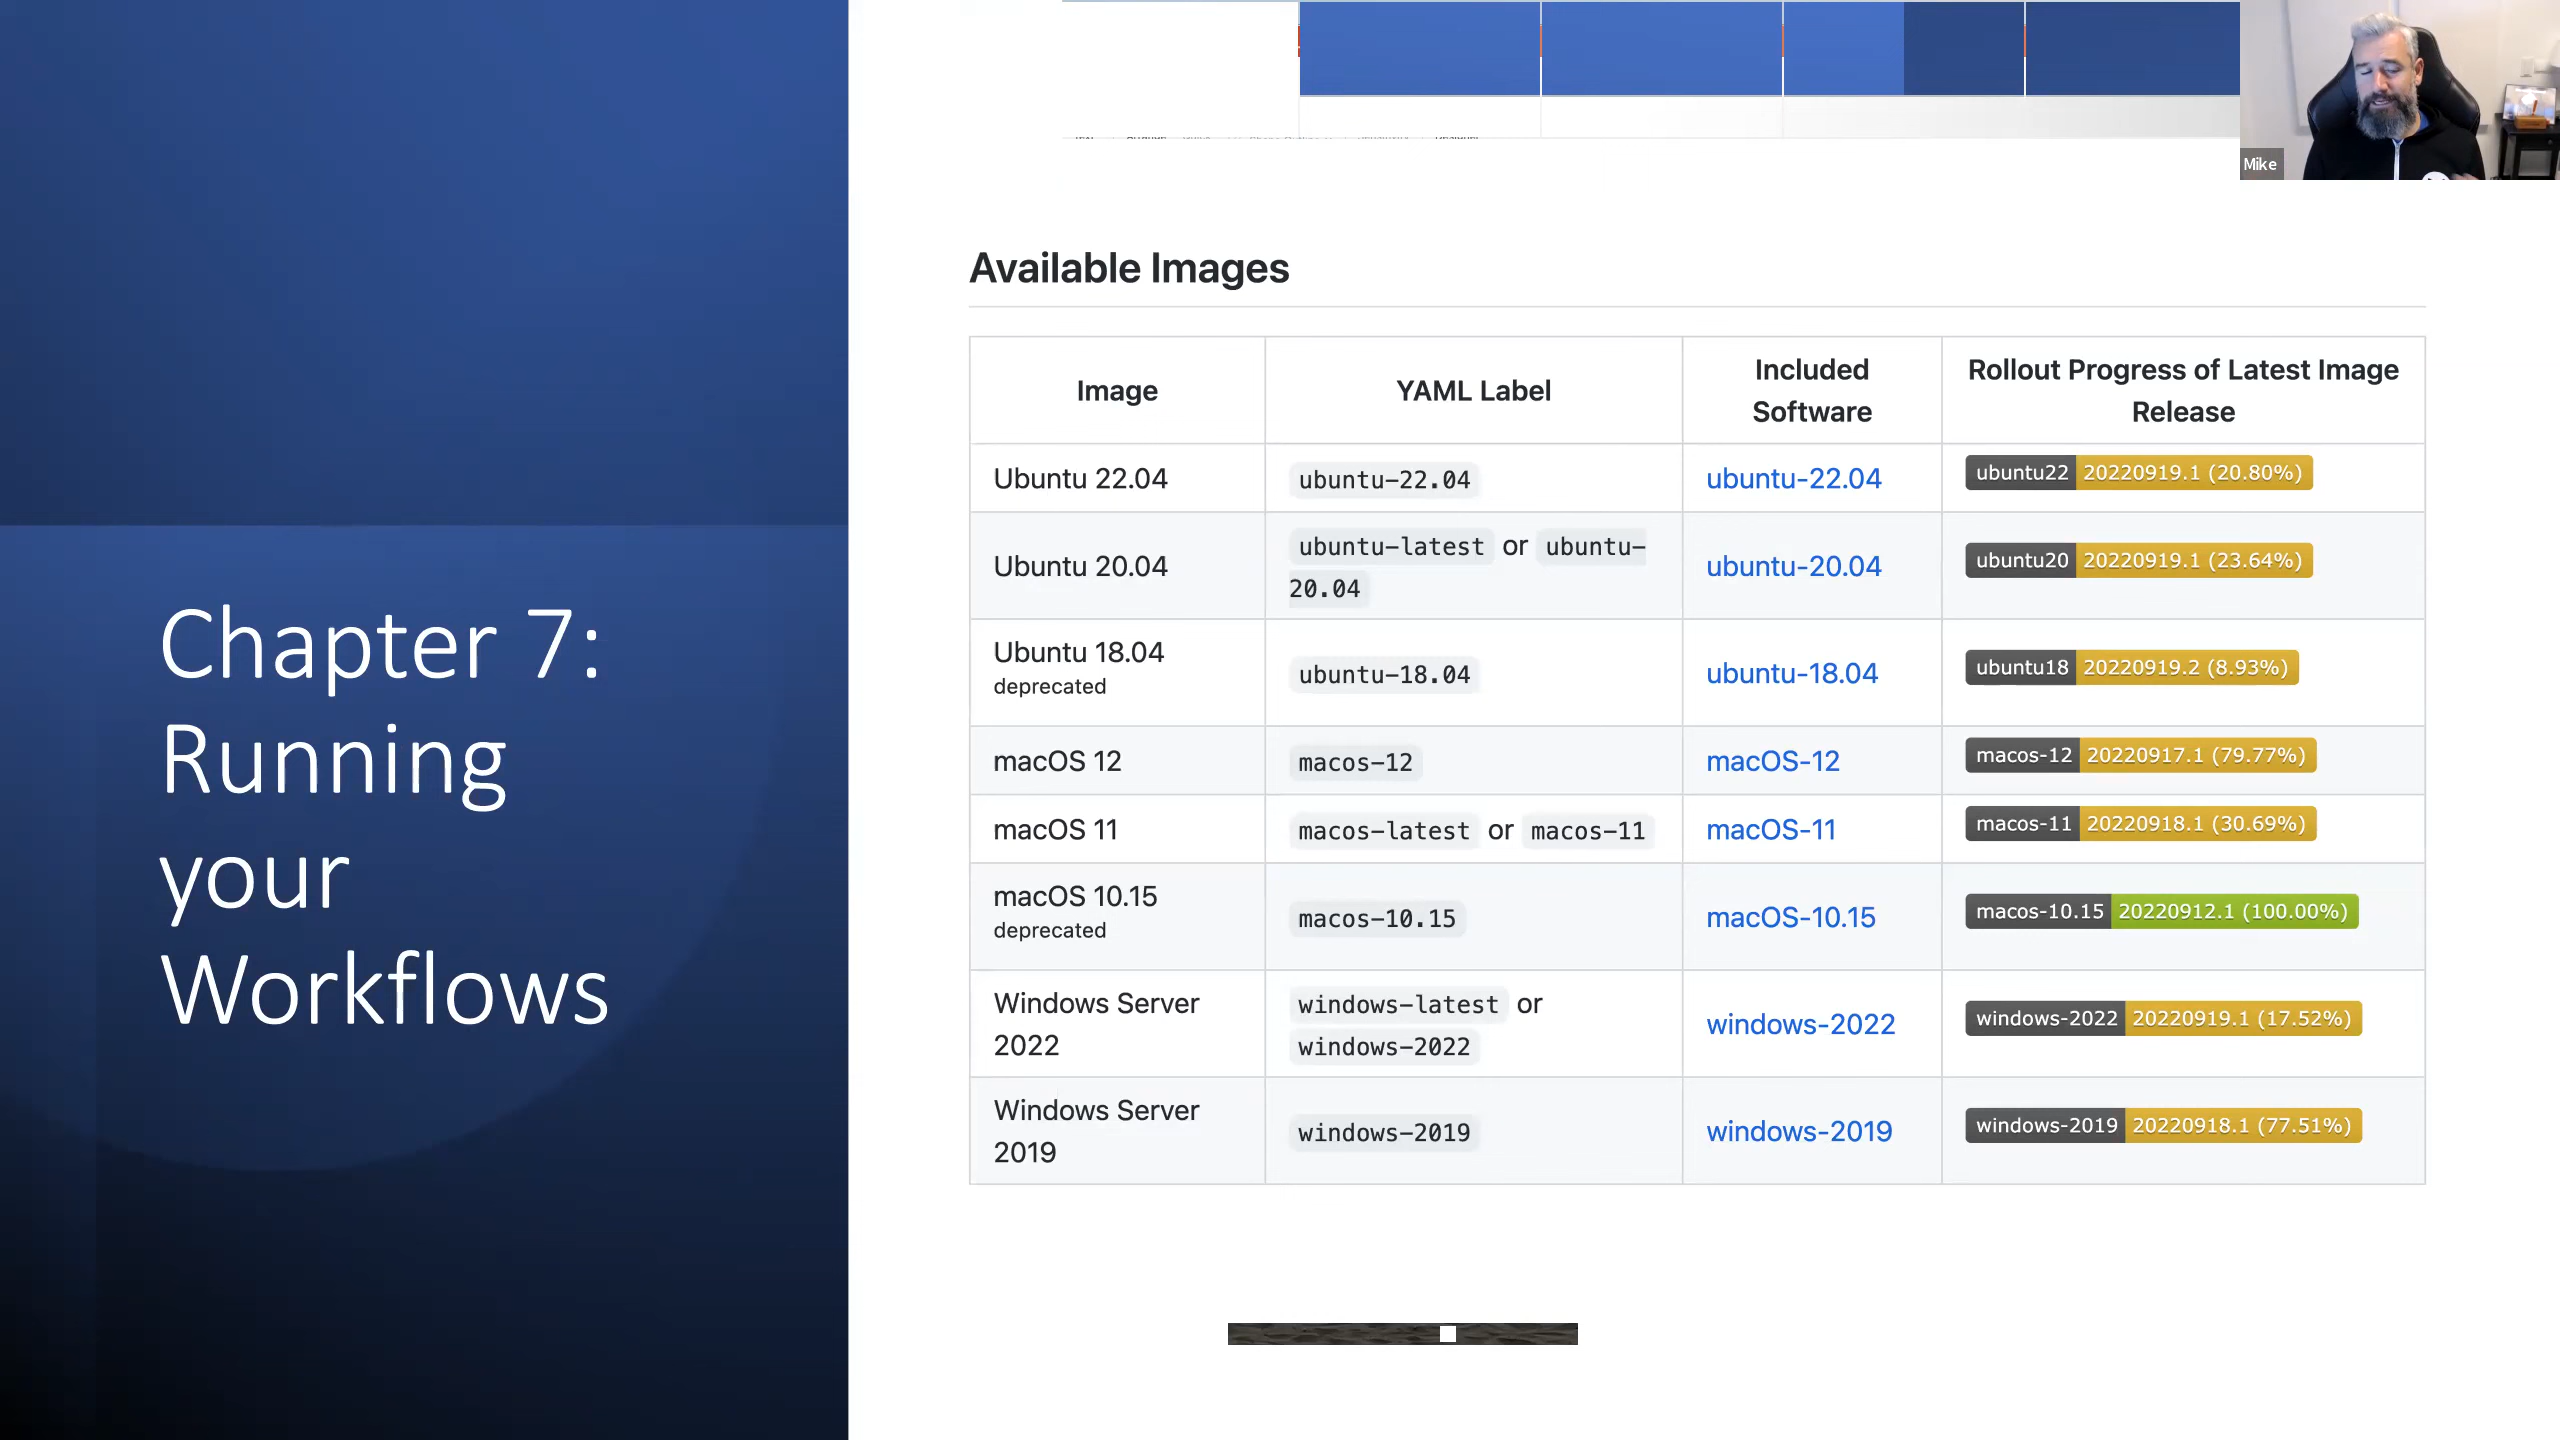 Mike
Available Images
Chapter 7:
Running
your
Workflows
Image
YAML Label
Included
Software
Rollout Progress of Latest Image
Release
Ubuntu 22.04
ubuntu-22.04
ubuntu-22.04
ubuntu22 20220919.1 (20.80%)
Ubuntu 20.04
ubuntu-latest or ubuntu-
20.04
ubuntu-20.04
ubuntu20 20220919.1 (23.64%)
Ubuntu 18.04
deprecated
ubuntu-18.04
ubuntu-18.04
ubuntu18 20220919.2 (8.93%)
macOS 12
macos-12
macOS-12
macos-12 20220917.1 (79.77%)
macOS 11
macos-latest or macos-11
macOS-11
macos-11 20220918.1 (30.69%)
macOS 10.15
deprecated
macos-10.15
macOS-10.15
macos-10.15 20220912.1 (100.00%)
Windows Server
2022
windows-latest or
windows-2022
windows-2022
windows-2022 20220919.1 (17.52%)
Windows Server
2019
windows-2019
windows-2019
windows-2019 20220918.1 (77.51%)